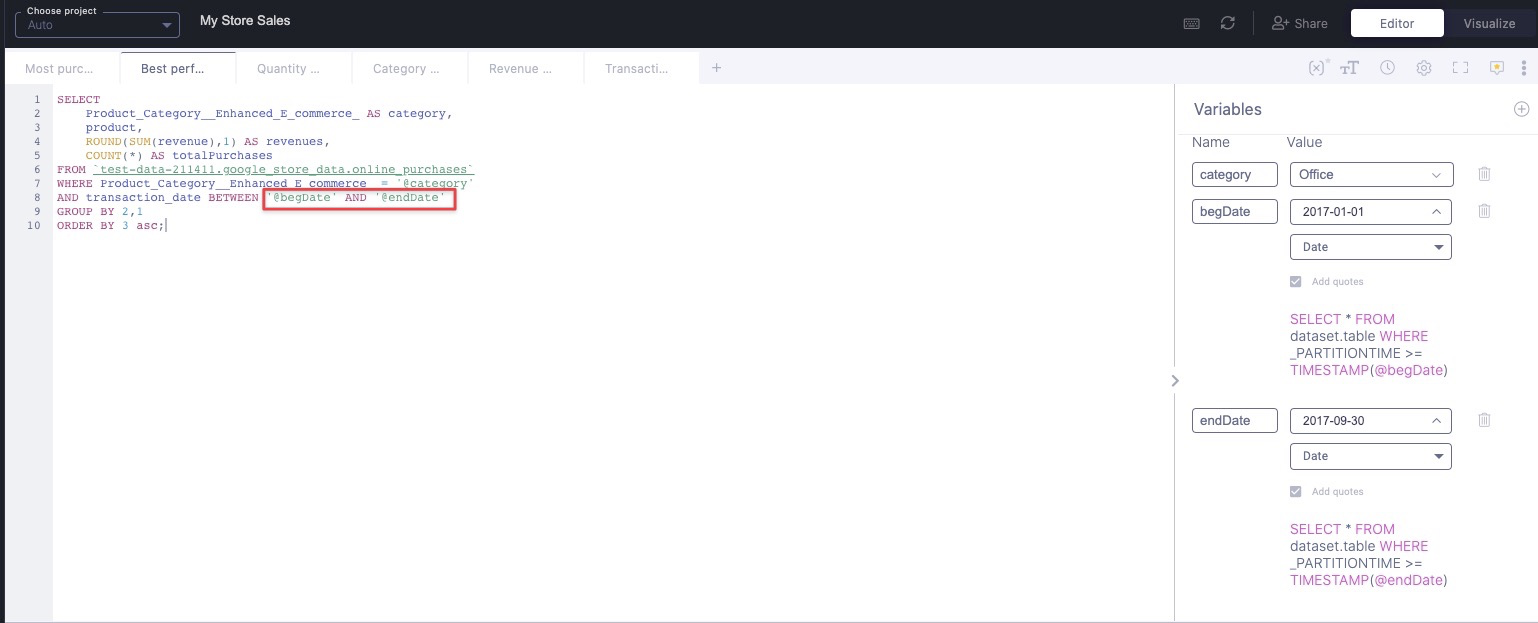 Choose project
Auto
My Store Sales
Share
Editor
Visualize
Most purc...
Best perf...
Quantity ...
Category ...
Revenue ...
Transacti...
+
1 SELECT
2 Product_Category__Enhanced_E_commerce_ AS category,
3 product,
4 ROUND(SUM(revenue),1) AS revenues,
5 COUNT(*) AS totalPurchases
6 FROM `test-data-211411.google_store_data.online_purchases`
7 WHERE Product_Category__Enhanced_E_commerce_ = '@category'
8 AND transaction_date BETWEEN '@begDate' AND '@endDate'
9 GROUP BY 2,1
10 ORDER BY 3 asc;
Variables
Name Value
category Office
begDate 2017-01-01
Date
Add quotes
SELECT * FROM
dataset.table WHERE
_PARTITIONTIME >=
TIMESTAMP(@begDate)
endDate 2017-09-30
Date
Add quotes
SELECT * FROM
dataset.table WHERE
_PARTITIONTIME >=
TIMESTAMP(@endDate)